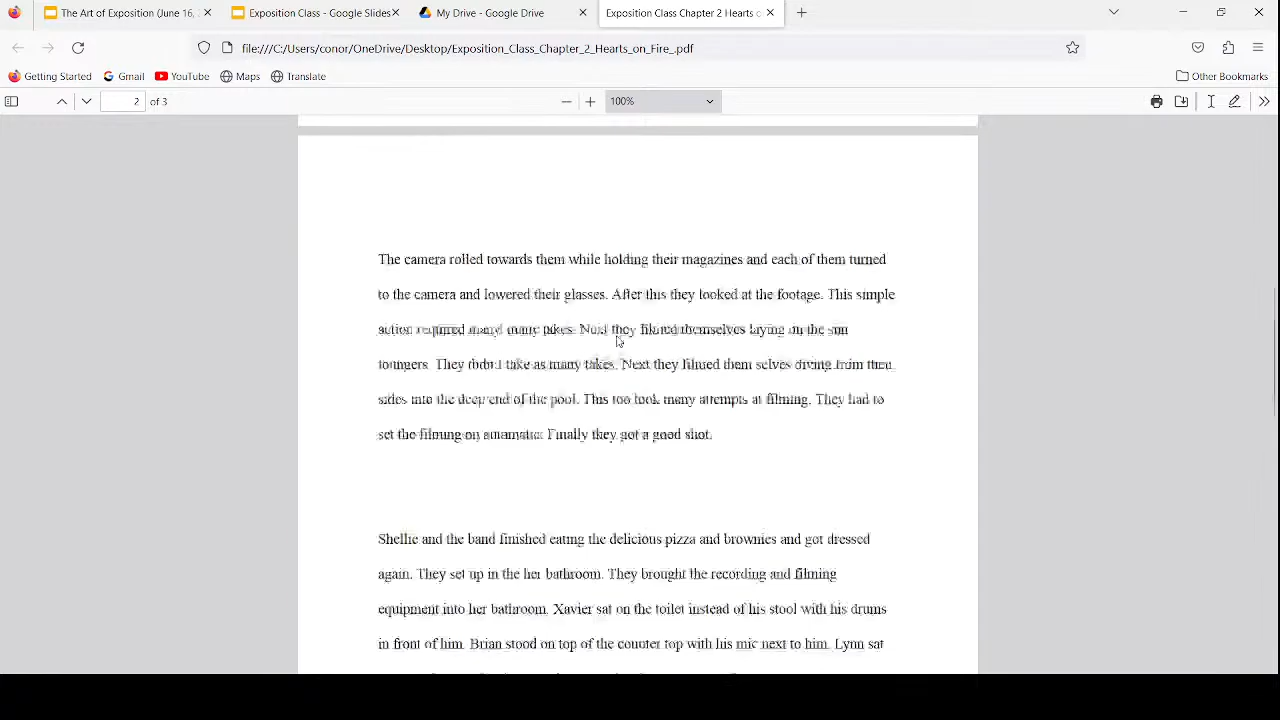 The Art of Exposition (June 16,
Exposition Class - Google Slides
My Drive - Google Drive
Exposition Class Chapter 2 Hearts o
file:///C:/Users/conor/OneDrive/Desktop/Exposition_Class_Chapter_2_Hearts_on_Fire_.pdf
Getting Started
Gmail
YouTube
Maps
Translate
Other Bookmarks
2 of 3
100%
The camera rolled towards them while holding their magazines and each of them turned
to the camera and lowered their glasses. After this they looked at the footage. This simple
action required many many takes. Next they filmed themselves laying on the sun
loungers. They didn't take as many takes. Next they filmed them selves diving from
sides into the deep end of the pool. This too took many attempts at filming. They had to
set the filming on automatic. Finally they got a good shot.
Shellie and the band finished eating the delicious pizza and brownies and got dressed
again. They set up in the her bathroom. They brought the recording and filming
equipment into her bathroom. Xavier sat on the toilet instead of his stool with his drums
in front of him. Brian stood on top of the counter top with his mic next to him. Lynn sat